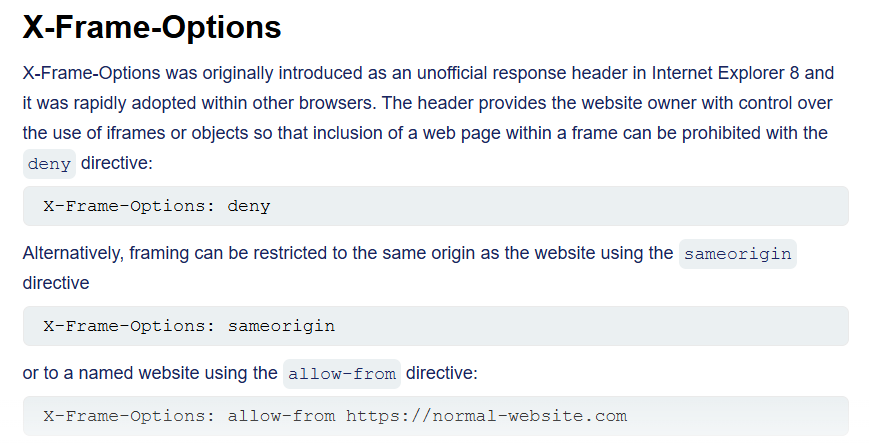 X-Frame-Options
X-Frame-Options was originally introduced as an unofficial response header in Internet Explorer 8 and
it was rapidly adopted within other browsers. The header provides the website owner with control over
the use of iframes or objects so that inclusion of a web page within a frame can be prohibited with the
deny directive:
X-Frame-Options: deny
Alternatively, framing can be restricted to the same origin as the website using the sameorigin
directive
X-Frame-Options: sameorigin
or to a named website using the allow-from directive:
X-Frame-Options: allow-from https://normal-website.com